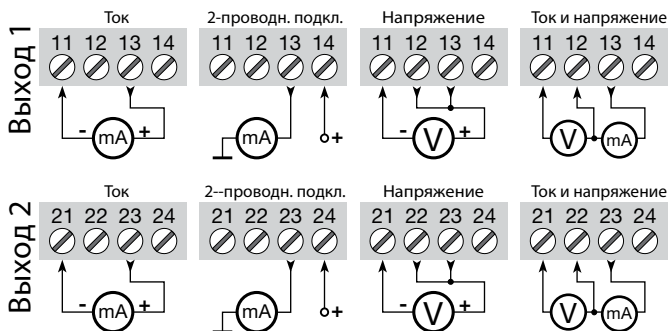 Выход 1
Ток
11 12 13 14
- mA +
2-проводн. подкл.
11 12 13 14
mA +
Напряжение
11 12 13 14
- V +
Ток и напряжение
11 12 13 14
V mA
Выход 2
Ток
21 22 23 24
- mA +
2--проводн. подкл.
21 22 23 24
mA +
Напряжение
21 22 23 24
- V +
Ток и напряжение
21 22 23 24
V mA